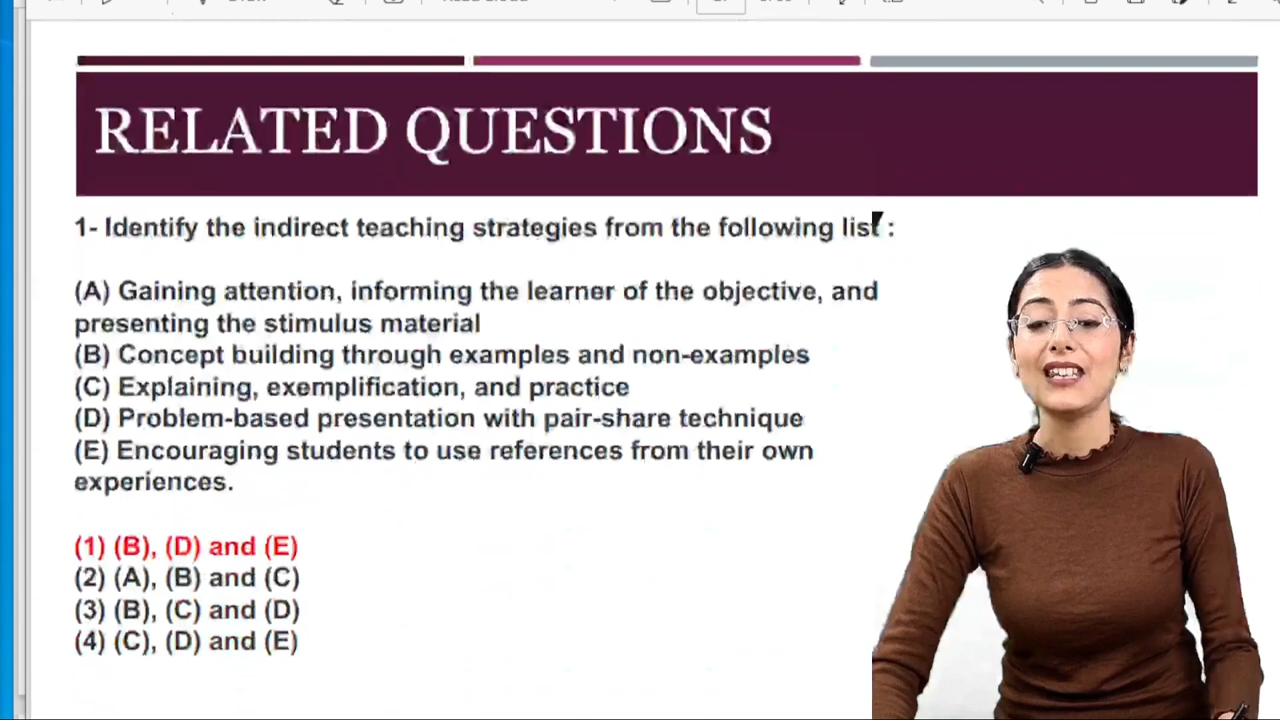 RELATED QUESTIONS
1- Identify the indirect teaching strategies from the following list :
(A) Gaining attention, informing the learner of the objective, and
presenting the stimulus material
(B) Concept building through examples and non-examples
(C) Explaining, exemplification, and practice
(D) Problem-based presentation with pair-share technique
(E) Encouraging students to use references from their own
experiences.
(1) (B), (D) and (E)
(2) (A), (B) and (C)
(3) (B), (C) and (D)
(4) (C), (D) and (E)